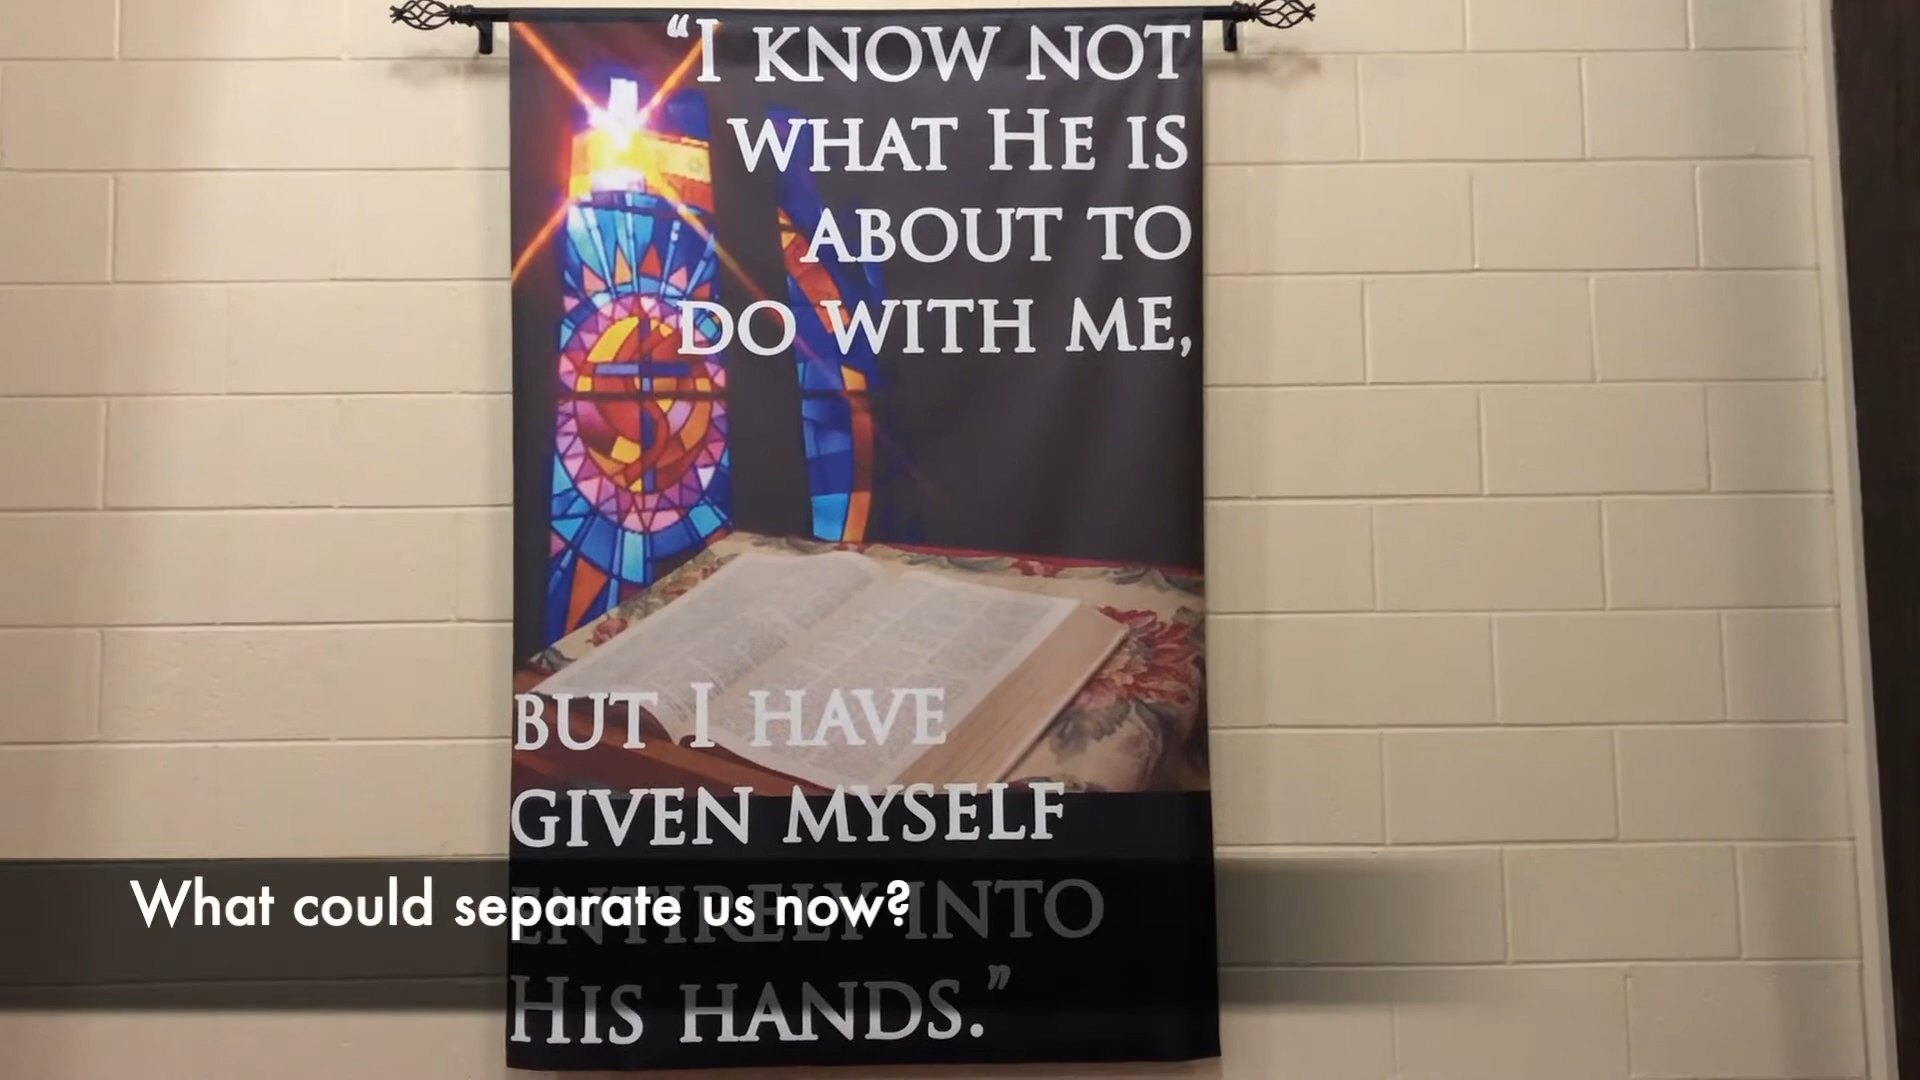 “I KNOW NOT
WHAT HE IS
ABOUT TO
DO WITH ME,
BUT I HAVE
GIVEN MYSELF
ENTIRELY INTO
What could separate us now?
HIS HANDS.”